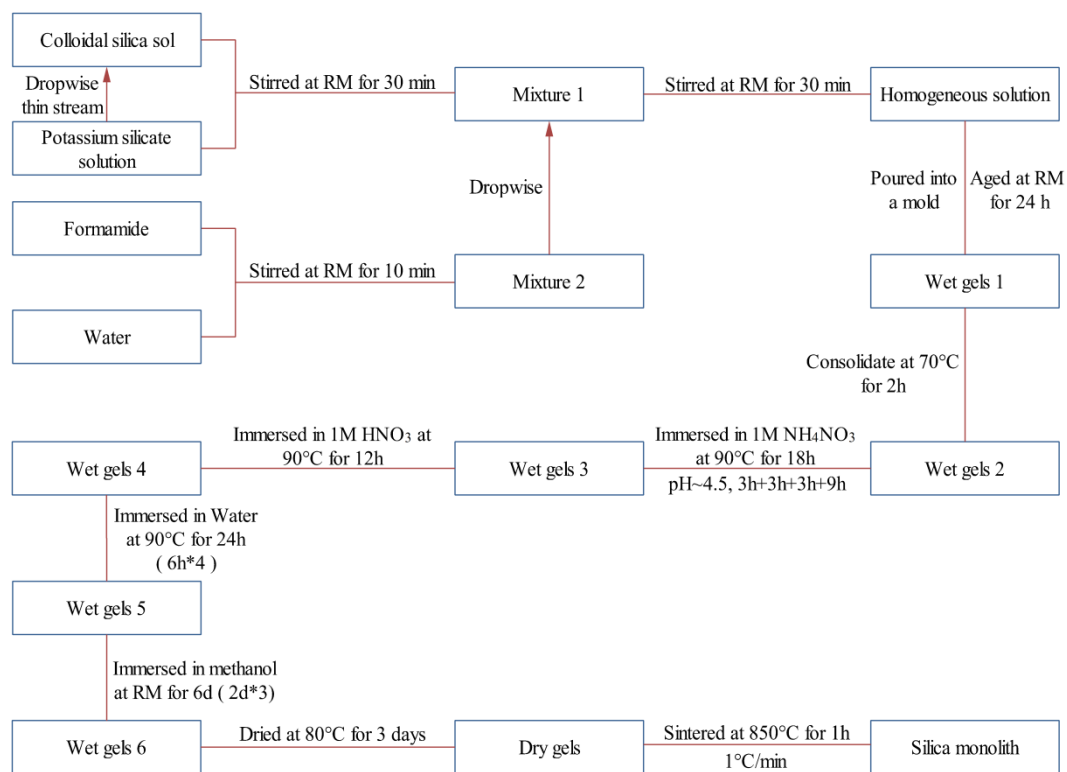 Colloidal silica sol
Dropwise
thin stream
Potassium silicate
solution
Stirred at RM for 30 min
Mixture 1
Stirred at RM for 30 min
Homogeneous solution
Dropwise
Poured into
a mold
Aged at RM
for 24 h
Formamide
Stirred at RM for 10 min
Water
Mixture 2
Wet gels 1
Consolidate at 70°C
for 2h
Wet gels 2
Immersed in 1M NH₄NO₃
at 90°C for 18h
pH~4.5, 3h+3h+3h+9h
Wet gels 3
Immersed in 1M HNO₃ at
90°C for 12h
Wet gels 4
Immersed in Water
at 90°C for 24h
( 6h*4 )
Wet gels 5
Immersed in methanol
at RM for 6d ( 2d*3)
Wet gels 6
Dried at 80°C for 3 days
Dry gels
Sintered at 850°C for 1h
1°C/min
Silica monolith